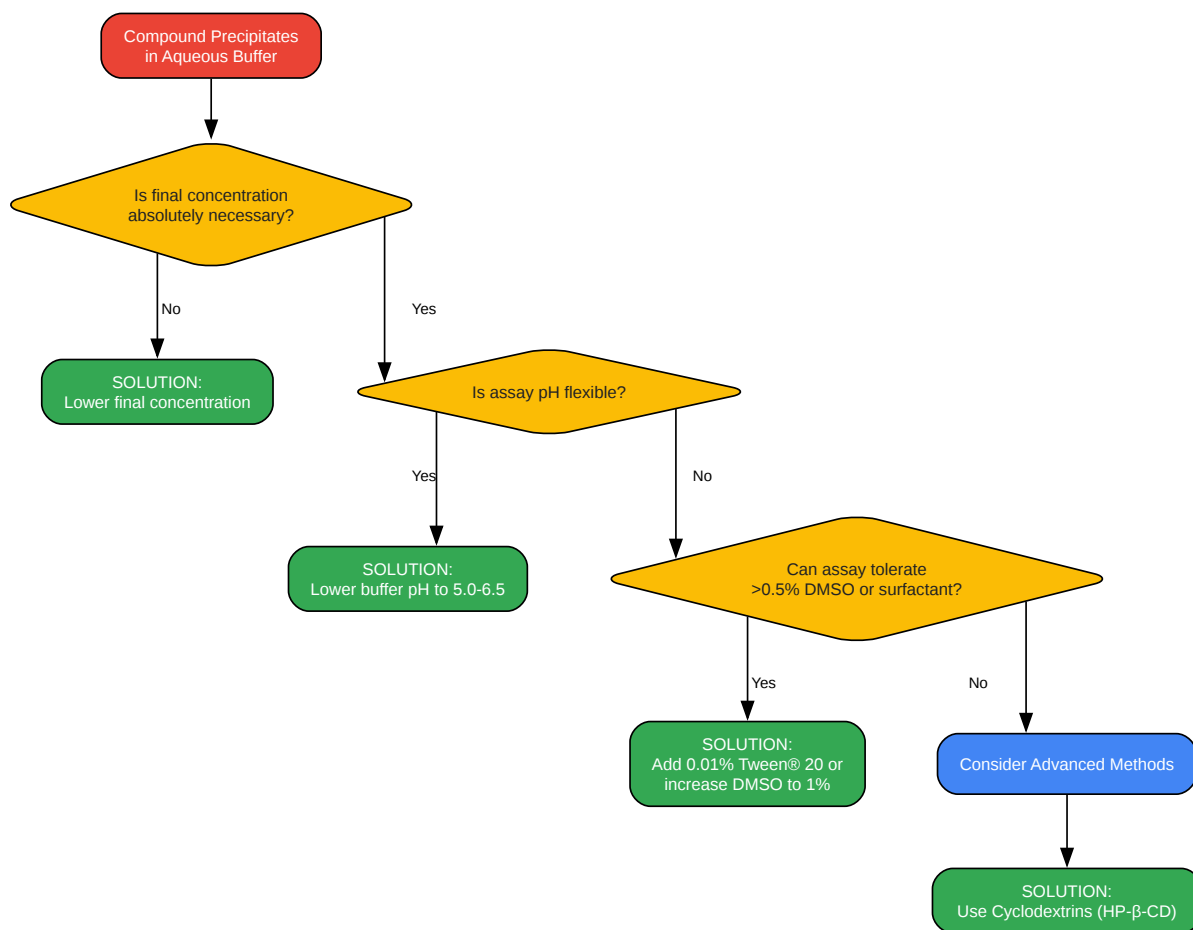 Compound Precipitates
in Aqueous Buffer
Is final concentration
absolutely necessary?
No
Yes
SOLUTION:
Lower final concentration
Is assay pH flexible?
Yes
No
SOLUTION:
Lower buffer pH to 5.0-6.5
Can assay tolerate
>0.5% DMSO or surfactant?
Yes
No
SOLUTION:
Add 0.01% Tween® 20 or
increase DMSO to 1%
Consider Advanced Methods
SOLUTION:
Use Cyclodextrins (HP-β-CD)